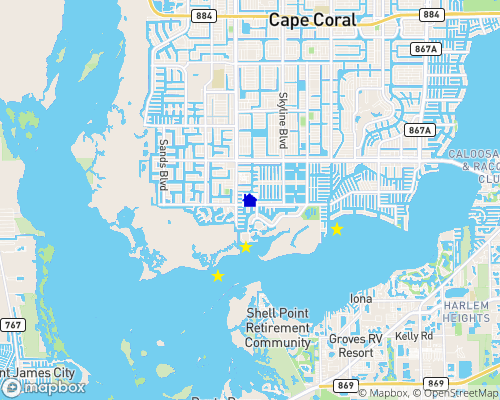 884
Cape Coral
884
867A
Skyline Blvd
Sands Blvd
867A
CALOOSA
& RACQ
CLU
Iona
Shell Point
Retirement
Community
HARLEM
HEIGHTS
767
Groves RV
Resort
Kelly Rd
nt James City
869
869
mapbox
© Mapbox, © OpenStreetMap